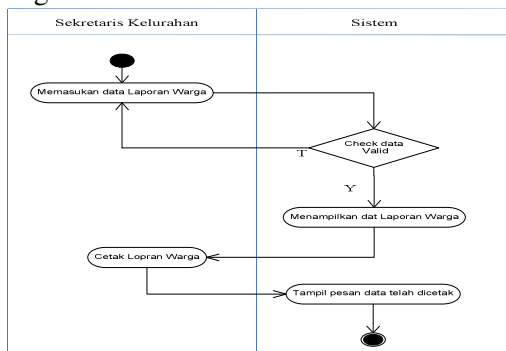 Sekretaris Kelurahan
Sistem
Memasukan data Laporan Warga
Check data
Valid
T
Y
Menampilkan dat Laporan Warga
Cetak Lopran Warga
Tampil pesan data telah dicetak